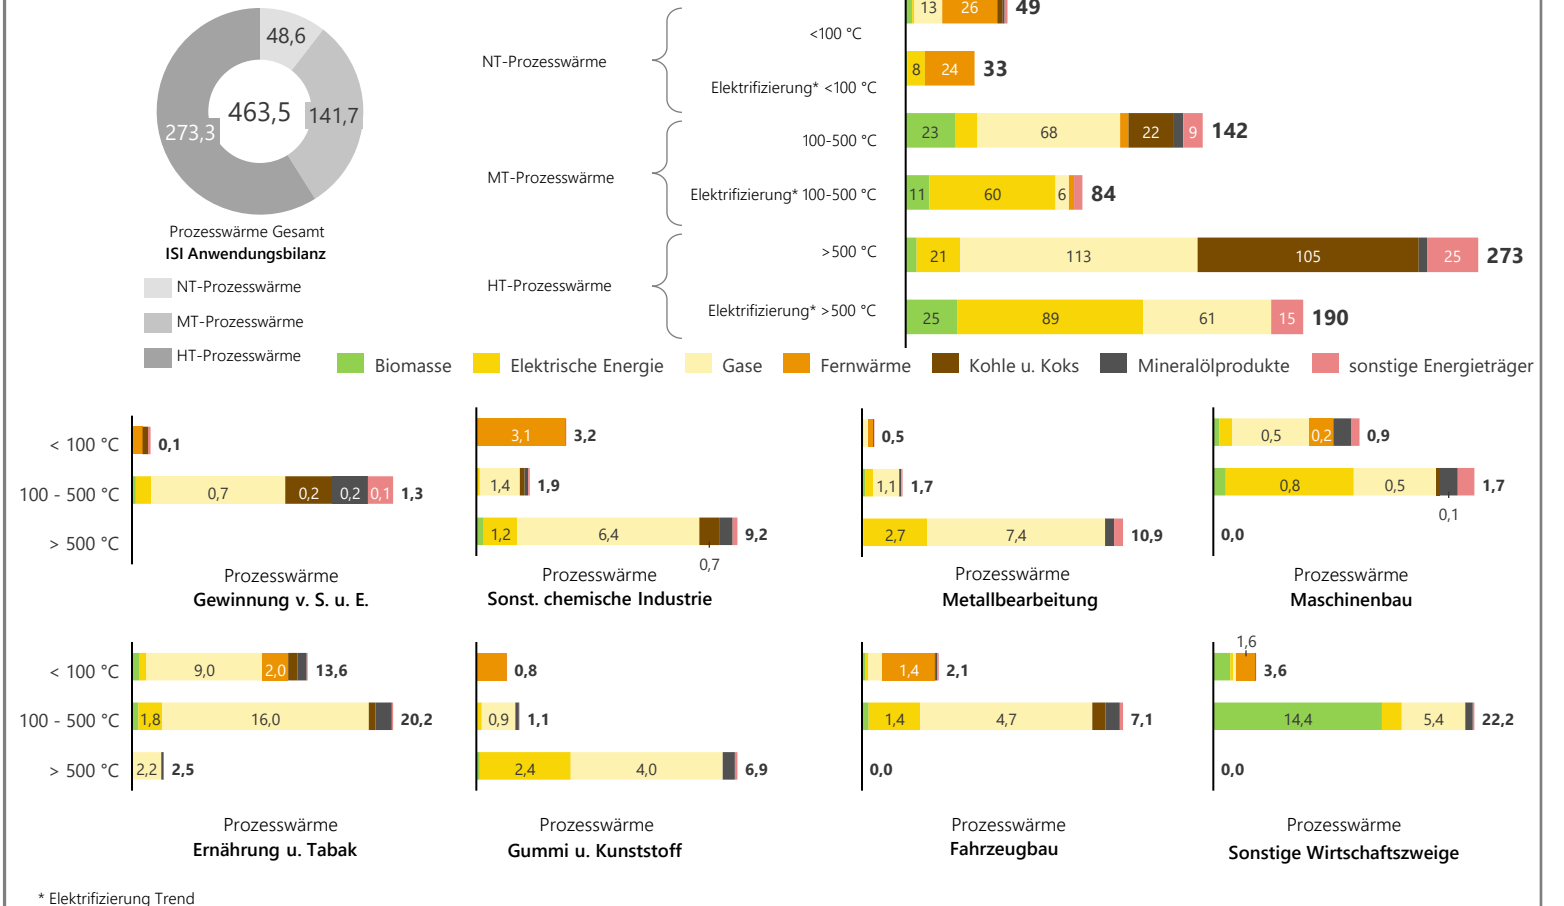 48,6
463,5
141,7
273,3
Prozesswärme Gesamt
ISI Anwendungsbilanz
NT-Prozesswärme
MT-Prozesswärme
HT-Prozesswärme
NT-Prozesswärme
<100 °C
13 26 49
Elektrifizierung* <100 °C
8 24 33
MT-Prozesswärme
100-500 °C
23 68 22 9 142
Elektrifizierung* 100-500 °C
11 60 6 84
HT-Prozesswärme
>500 °C
21 113 105 25 273
Elektrifizierung* >500 °C
25 89 61 15 190
Biomasse Elektrische Energie Gase Fernwärme Kohle u. Koks Mineralölprodukte sonstige Energieträger
< 100 °C 0,1
100 - 500 °C 0,7 0,2 0,2 0,1 1,3
> 500 °C
Prozesswärme
Gewinnung v. S. u. E.
3,1 3,2
1,4 1,9
1,2 6,4 9,2
0,7
Prozesswärme
Sonst. chemische Industrie
0,5
1,1 1,7
2,7 7,4 10,9
Prozesswärme
Metallbearbeitung
0,5 0,2 0,9
0,8 0,5 1,7
0,1
0,0
Prozesswärme
Maschinenbau
< 100 °C 9,0 2,0 13,6
100 - 500 °C 1,8 16,0 20,2
> 500 °C 2,2 2,5
Prozesswärme
Ernährung u. Tabak
0,8
0,9 1,1
2,4 4,0 6,9
Prozesswärme
Gummi u. Kunststoff
1,4 2,1
1,4 4,7 7,1
0,0
Prozesswärme
Fahrzeugbau
1,6
3,6
14,4 5,4 22,2
0,0
Prozesswärme
Sonstige Wirtschaftszweige
* Elektrifizierung Trend